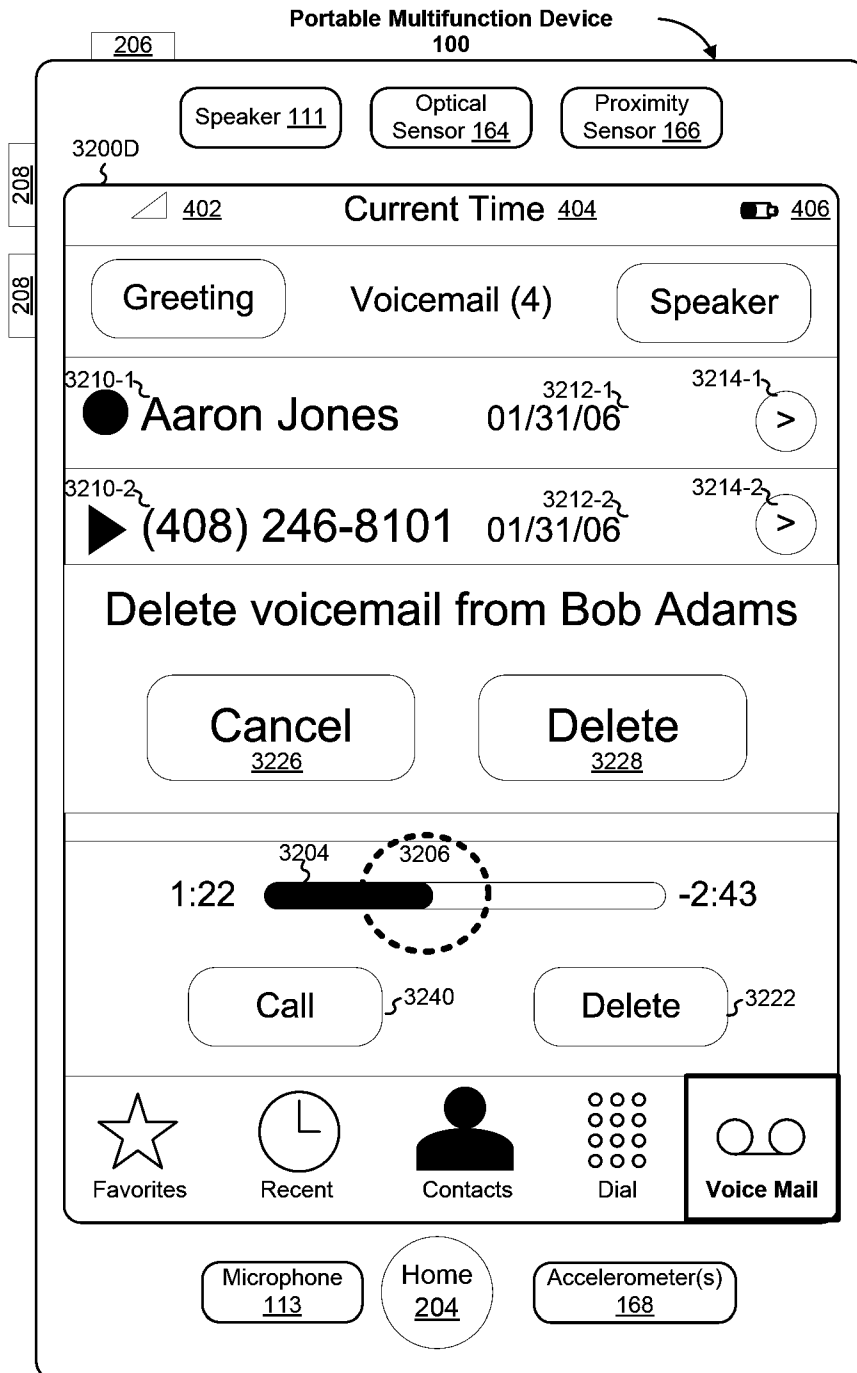 Portable Multifunction Device
100
206
Speaker 111
Optical
Sensor 164
Proximity
Sensor 166
208
208
3200D
402
Current Time 404
406
Greeting
Voicemail (4)
Speaker
3210-1
Aaron Jones
3212-1
01/31/06
3214-1
>
3210-2
(408) 246-8101
3212-2
01/31/06
3214-2
>
Delete voicemail from Bob Adams
Cancel
3226
Delete
3228
3204
3206
1:22
-2:43
Call
3240
Delete
3222
Favorites
Recent
Contacts
Dial
Voice Mail
Microphone
113
Home
204
Accelerometer(s)
168